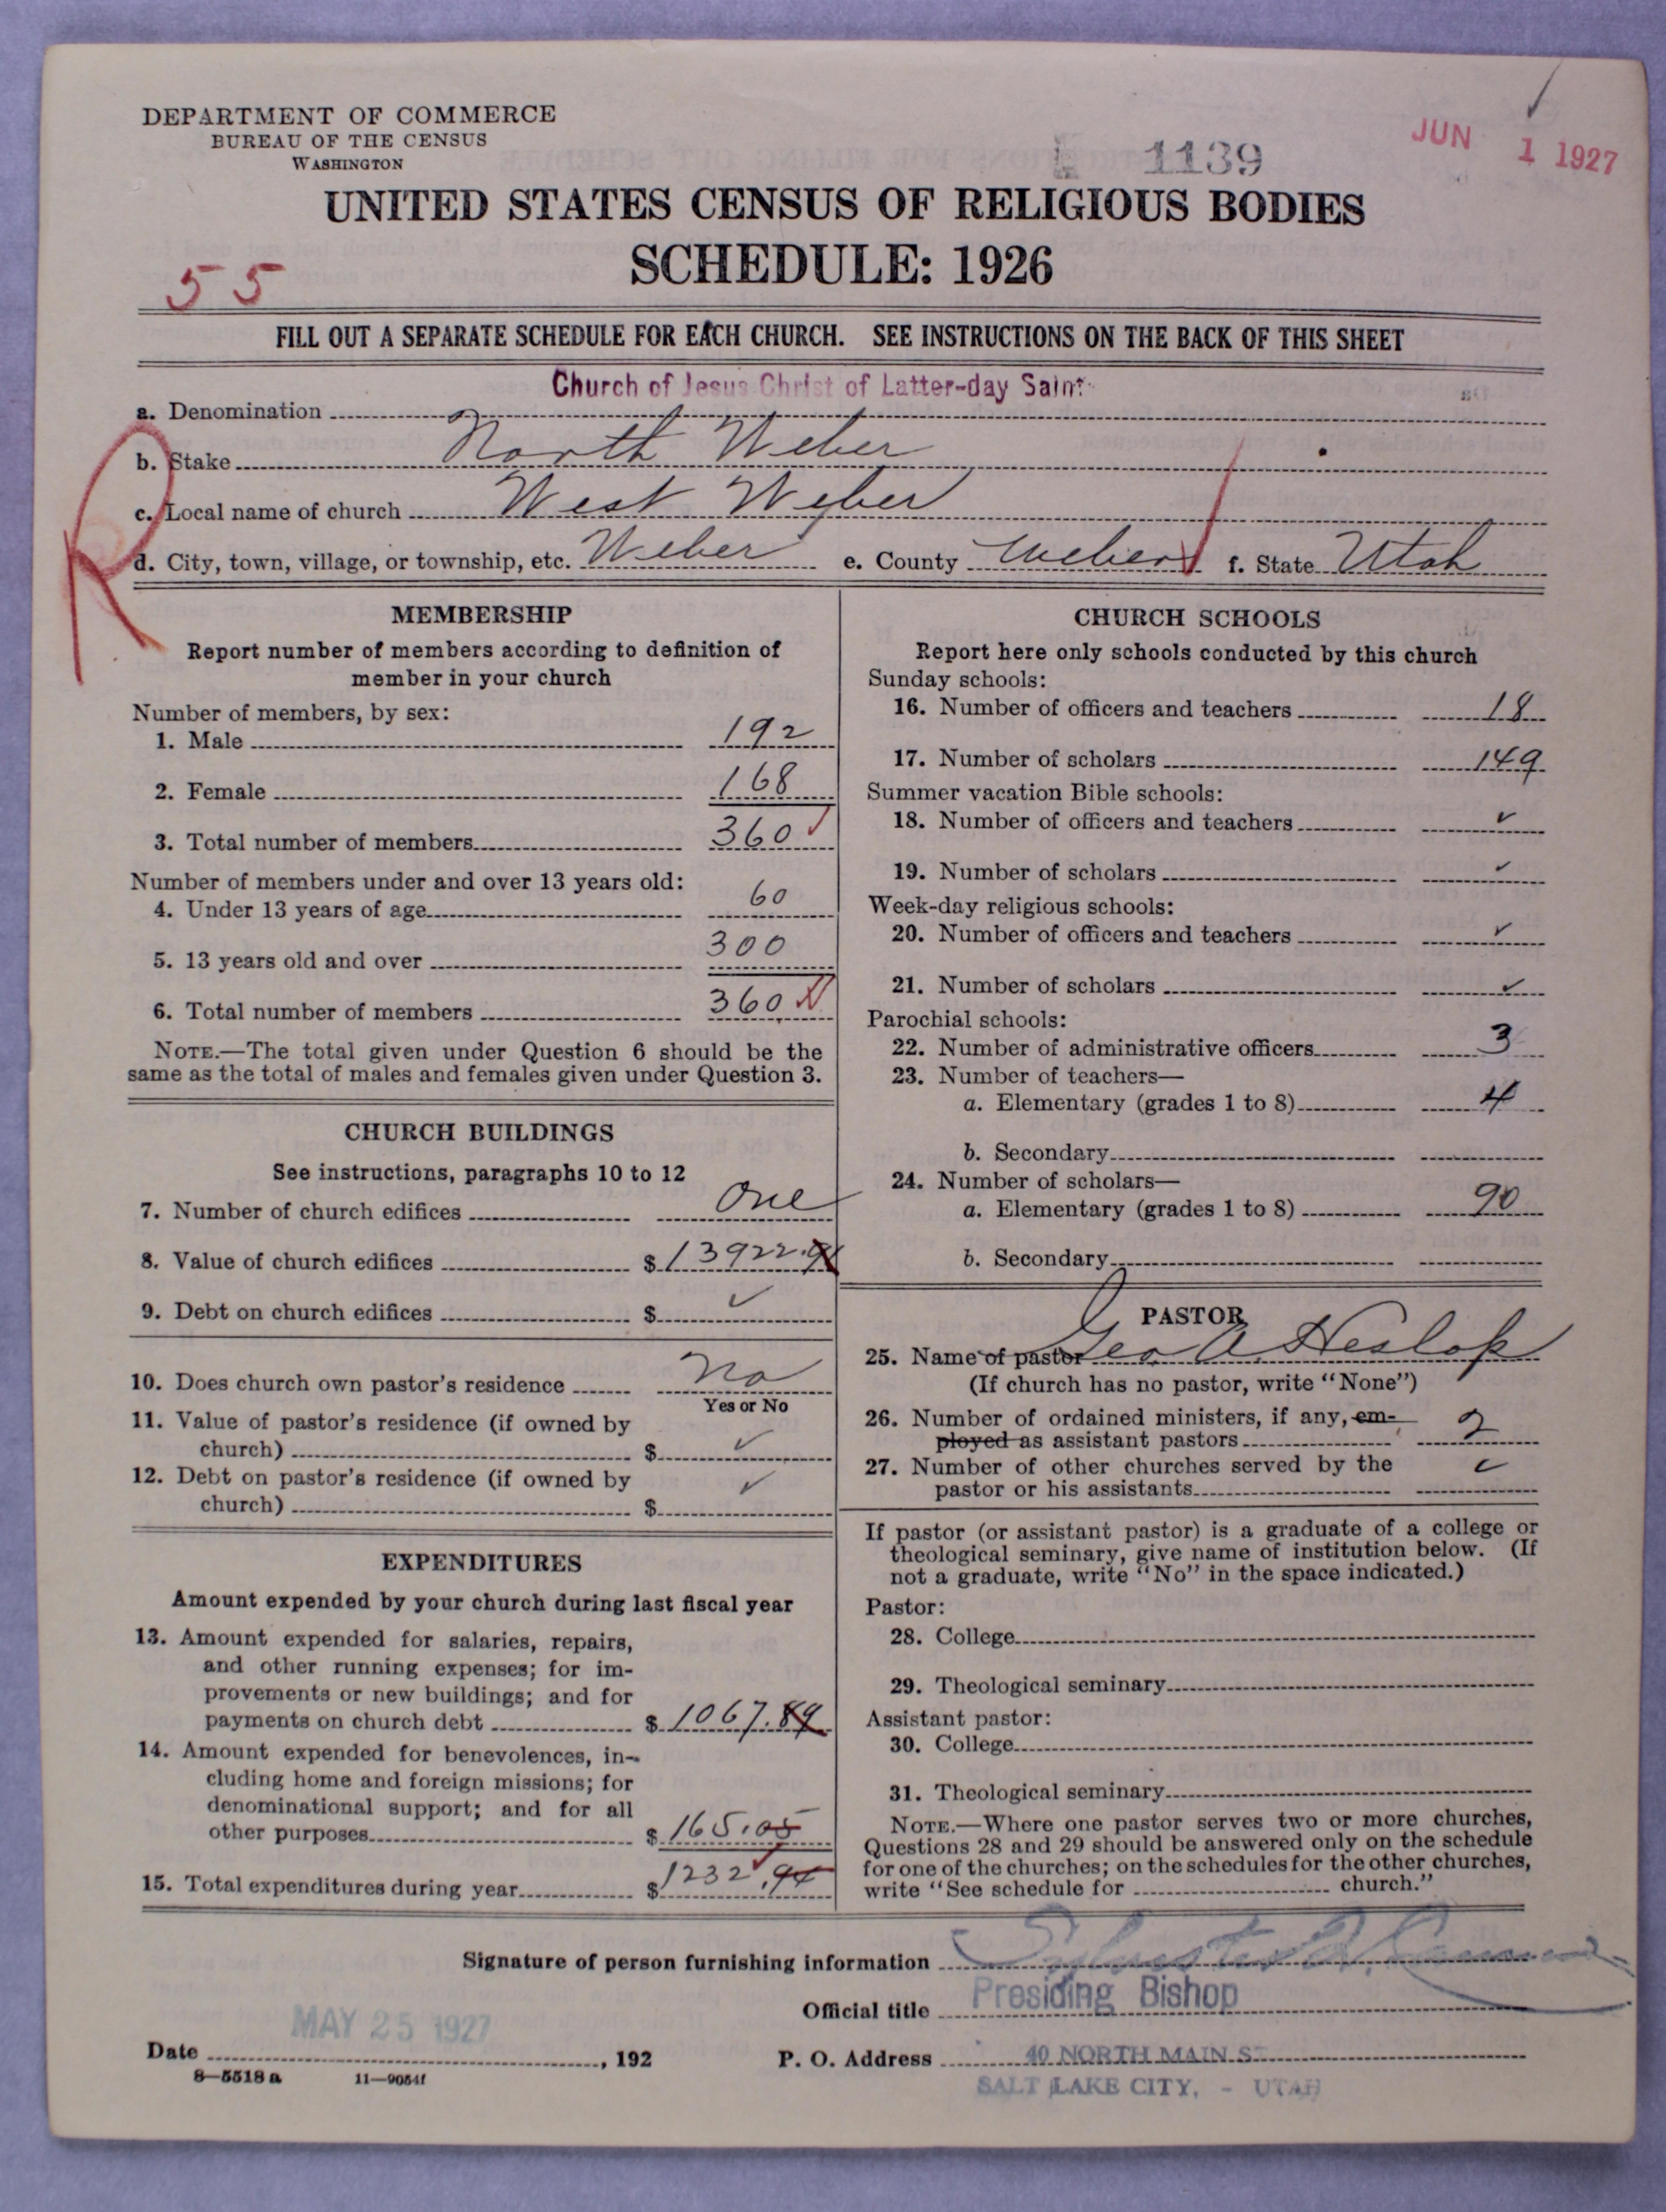 DEPARTMENT OF COMMERCE
BUREAU OF THE CENSUS
WASHINGTON
1139
JUN 1 1927
UNITED STATES CENSUS OF RELIGIOUS BODIES
SCHEDULE: 1926
55
FILL OUT A SEPARATE SCHEDULE FOR EACH CHURCH. SEE INSTRUCTIONS ON THE BACK OF THIS SHEET
a. Denomination Church of Jesus Christ of Latter-day Saint
b. Stake North Weber
c. Local name of church West Weber
d. City, town, village, or township, etc. Weber e. County Weber f. State Utah
R
MEMBERSHIP
Report number of members according to definition of
member in your church
Number of members, by sex:
1. Male 192
2. Female 168
3. Total number of members 360
Number of members under and over 13 years old:
4. Under 13 years of age 60
5. 13 years old and over 300
6. Total number of members 360
NOTE.—The total given under Question 6 should be the
same as the total of males and females given under Question 3.
CHURCH BUILDINGS
See instructions, paragraphs 10 to 12
7. Number of church edifices One
8. Value of church edifices $ 13922.91
9. Debt on church edifices $ ✓
10. Does church own pastor's residence No
Yes or No
11. Value of pastor's residence (if owned by
church) $ ✓
12. Debt on pastor's residence (if owned by
church) $ ✓
EXPENDITURES
Amount expended by your church during last fiscal year
13. Amount expended for salaries, repairs,
and other running expenses; for im-
provements or new buildings; and for
payments on church debt $ 1067.89
14. Amount expended for benevolences, in-
cluding home and foreign missions; for
denominational support; and for all
other purposes $ 165.05
15. Total expenditures during year $ 1232.94
CHURCH SCHOOLS
Report here only schools conducted by this church
Sunday schools:
16. Number of officers and teachers 18
17. Number of scholars 149
Summer vacation Bible schools:
18. Number of officers and teachers ✓
19. Number of scholars ✓
Week-day religious schools:
20. Number of officers and teachers ✓
21. Number of scholars ✓
Parochial schools:
22. Number of administrative officers 3
23. Number of teachers—
a. Elementary (grades 1 to 8) 4
b. Secondary
24. Number of scholars—
a. Elementary (grades 1 to 8) 90
b. Secondary
PASTOR
25. Name of pastor Geo A. Heslop
(If church has no pastor, write "None")
26. Number of ordained ministers, if any, em-
ployed as assistant pastors 2
27. Number of other churches served by the
pastor or his assistants ✓
If pastor (or assistant pastor) is a graduate of a college or
theological seminary, give name of institution below. (If
not a graduate, write "No" in the space indicated.)
Pastor:
28. College
29. Theological seminary
Assistant pastor:
30. College
31. Theological seminary
NOTE.—Where one pastor serves two or more churches,
Questions 28 and 29 should be answered only on the schedule
for one of the churches; on the schedules for the other churches,
write "See schedule for church."
Signature of person furnishing information Sylvester Q. Cannon
Official title Presiding Bishop
MAY 25 1927
Date , 192 P. O. Address 40 NORTH MAIN ST
8—5518 a 11—9054f SALT LAKE CITY, - UTAH